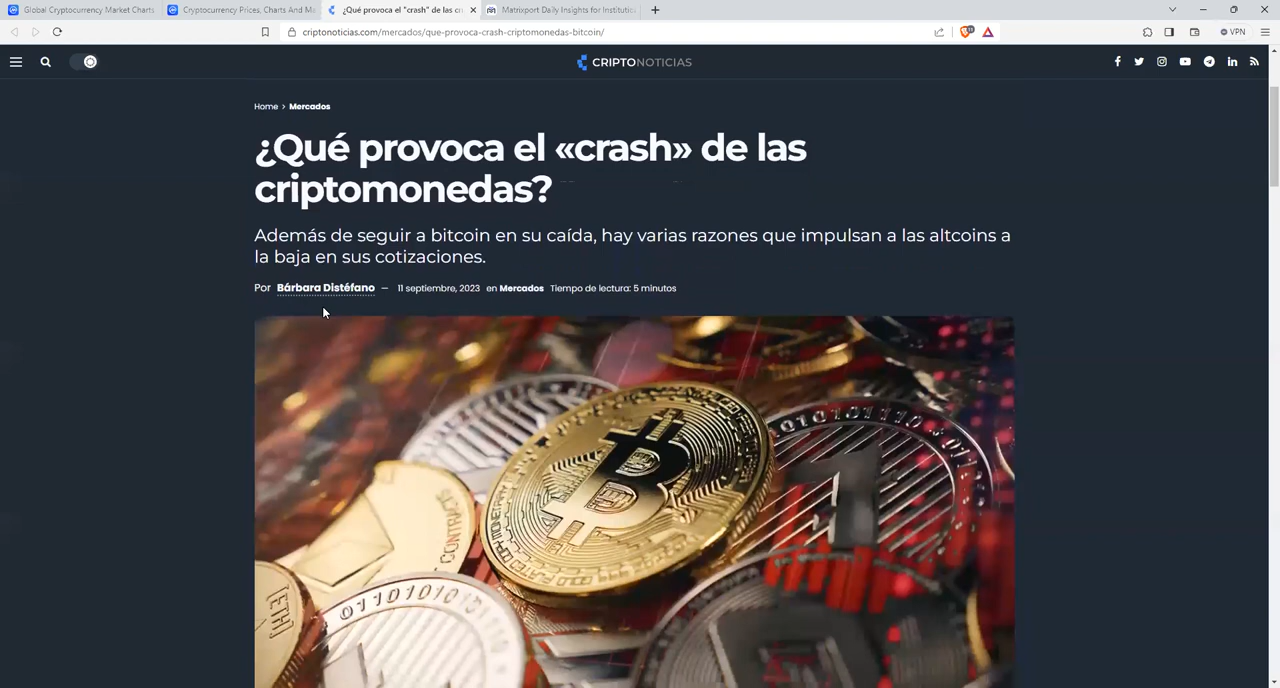 Global Cryptocurrency Market Charts
Cryptocurrency Prices, Charts And Ma
¿Qué provoca el "crash" de las cri
Matrixport Daily Insights for Institutio
criptonoticias.com/mercados/que-provoca-crash-criptomonedas-bitcoin/
VPN
CRIPTONOTICIAS
Home > Mercados
¿Qué provoca el «crash» de las
criptomonedas?
Además de seguir a bitcoin en su caída, hay varias razones que impulsan a las altcoins a
la baja en sus cotizaciones.
Por Bárbara Distéfano — 11 septiembre, 2023 en Mercados Tiempo de lectura: 5 minutos
[ETH]